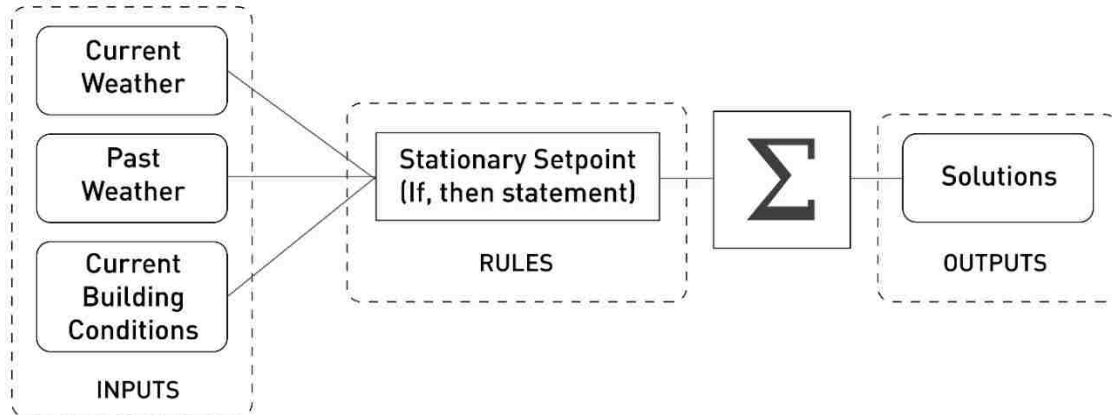 Current
Weather
Past
Weather
Current
Building
Conditions
INPUTS
Stationary Setpoint
(If, then statement)
RULES
Σ
Solutions
OUTPUTS